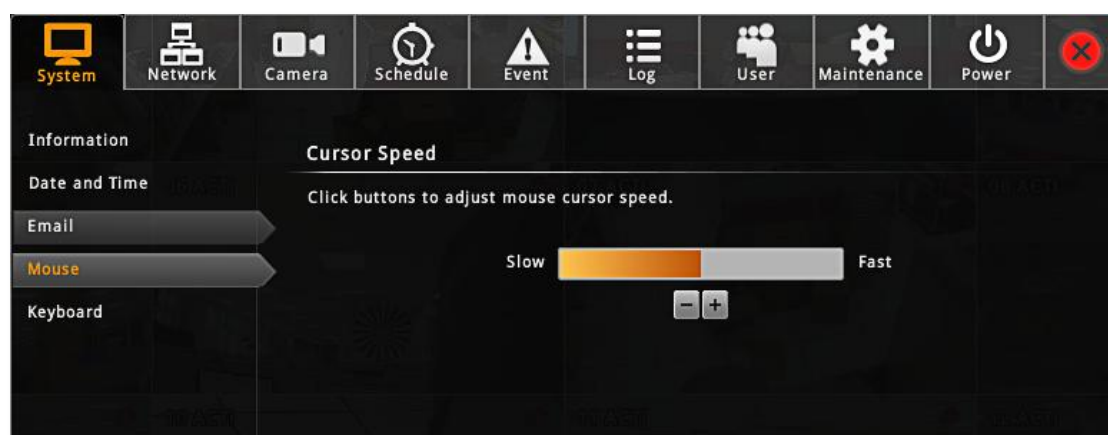 System Network Camera Schedule Event Log User Maintenance Power
Information
Cursor Speed
Date and Time
Click buttons to adjust mouse cursor speed.
Email
Slow Fast
Mouse
- +
Keyboard